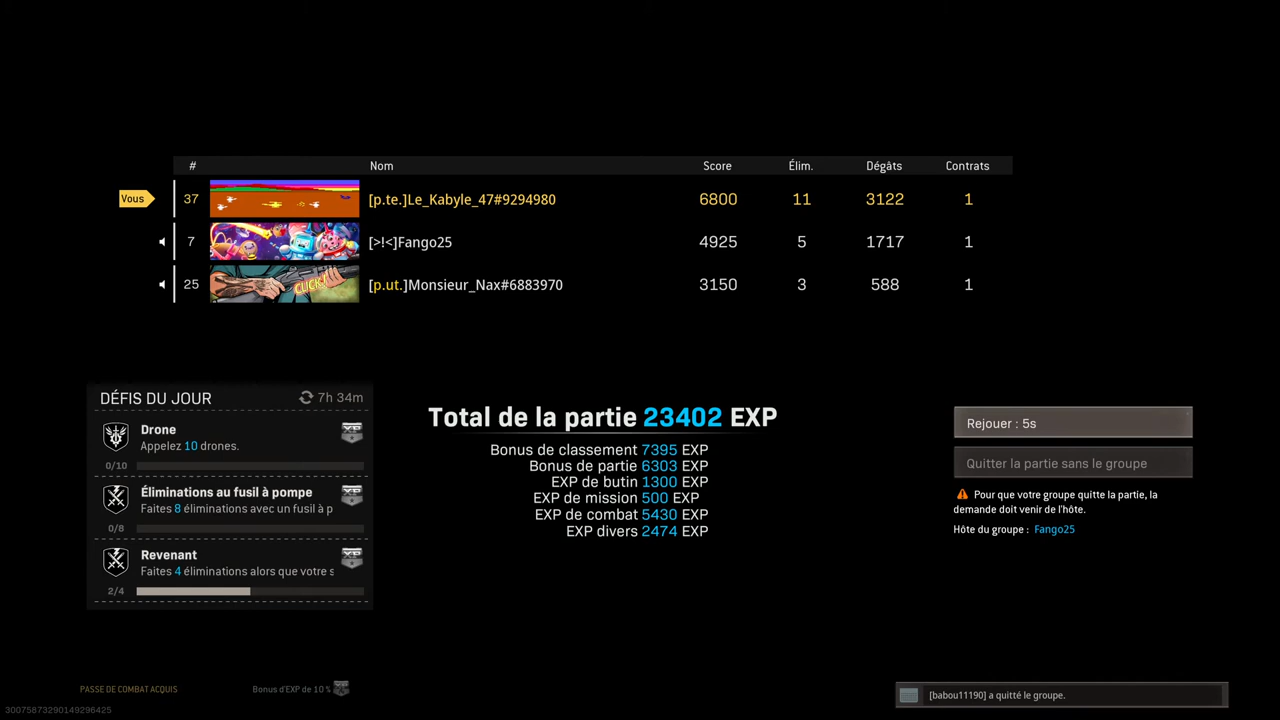 # Nom Score Élim. Dégâts Contrats
Vous 37 [p.te.]Le_Kabyle_47#9294980 6800 11 3122 1
7 [>!<]Fango25 4925 5 1717 1
25 CLICK! [p.ut.]Monsieur_Nax#6883970 3150 3 588 1
DÉFIS DU JOUR 7h 34m
Drone
XP
Appelez 10 drones.
0/10
Éliminations au fusil à pompe
XP
Faites 8 éliminations avec un fusil à p
0/8
Revenant
XP
Faites 4 éliminations alors que votre s
2/4
Total de la partie 23402 EXP
Bonus de classement 7395 EXP
Bonus de partie 6303 EXP
EXP de butin 1300 EXP
EXP de mission 500 EXP
EXP de combat 5430 EXP
EXP divers 2474 EXP
Rejouer : 5s
Quitter la partie sans le groupe
Pour que votre groupe quitte la partie, la
demande doit venir de l'hôte.
Hôte du groupe : Fango25
PASSE DE COMBAT ACQUIS
Bonus d'EXP de 10 %
[babou11190] a quitté le groupe.
30075873290149296425